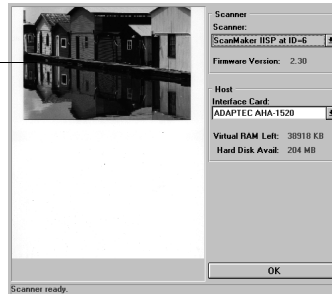 Scanner
Scanner:
ScanMaker IISP at ID=6
Firmware Version: 2.30
Host
Interface Card:
ADAPTEC AHA-1520
Virtual RAM Left: 38918 KB
Hard Disk Avail: 204 MB
OK
Scanner ready.